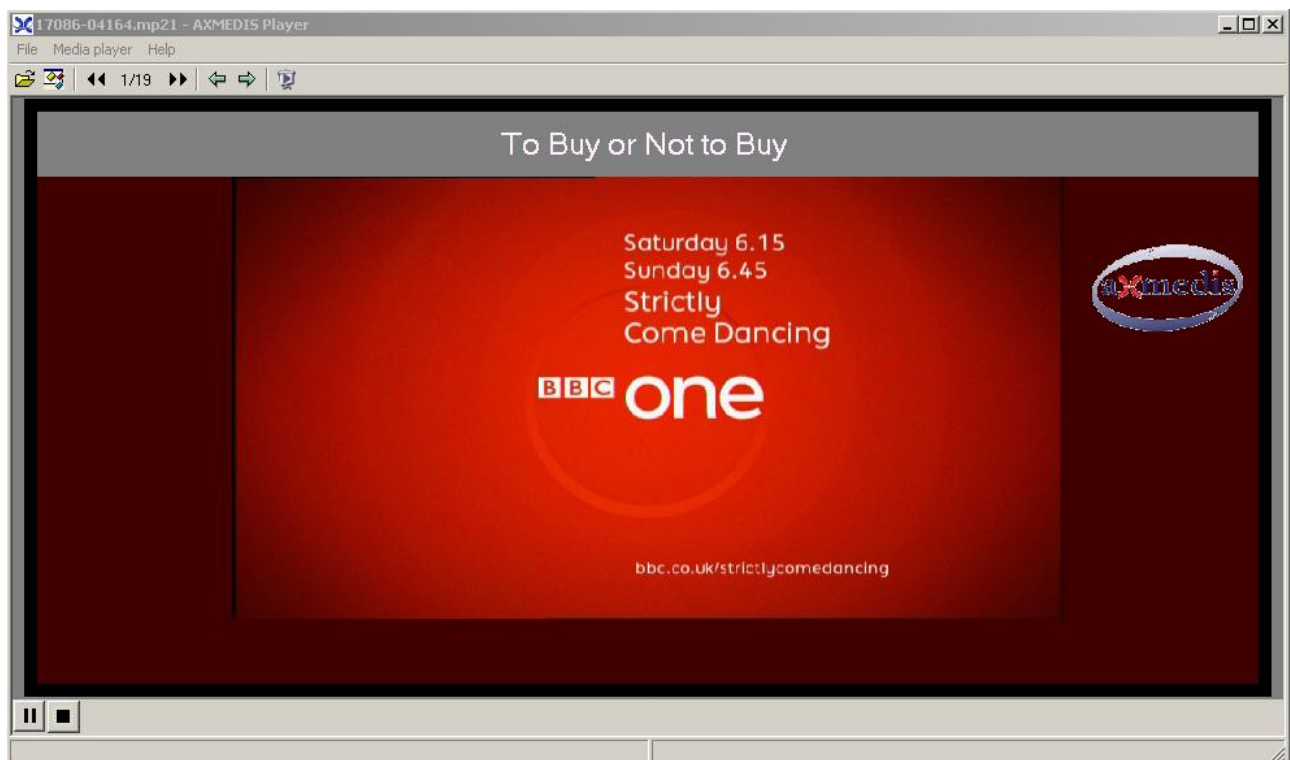 17086-04164.mp21 - AXMEDIS Player
File Media player Help
1/19
To Buy or Not to Buy
Saturday 6.15
Sunday 6.45
Strictly
Come Dancing
axmedis
BBC one
bbc.co.uk/strictlycomedancing